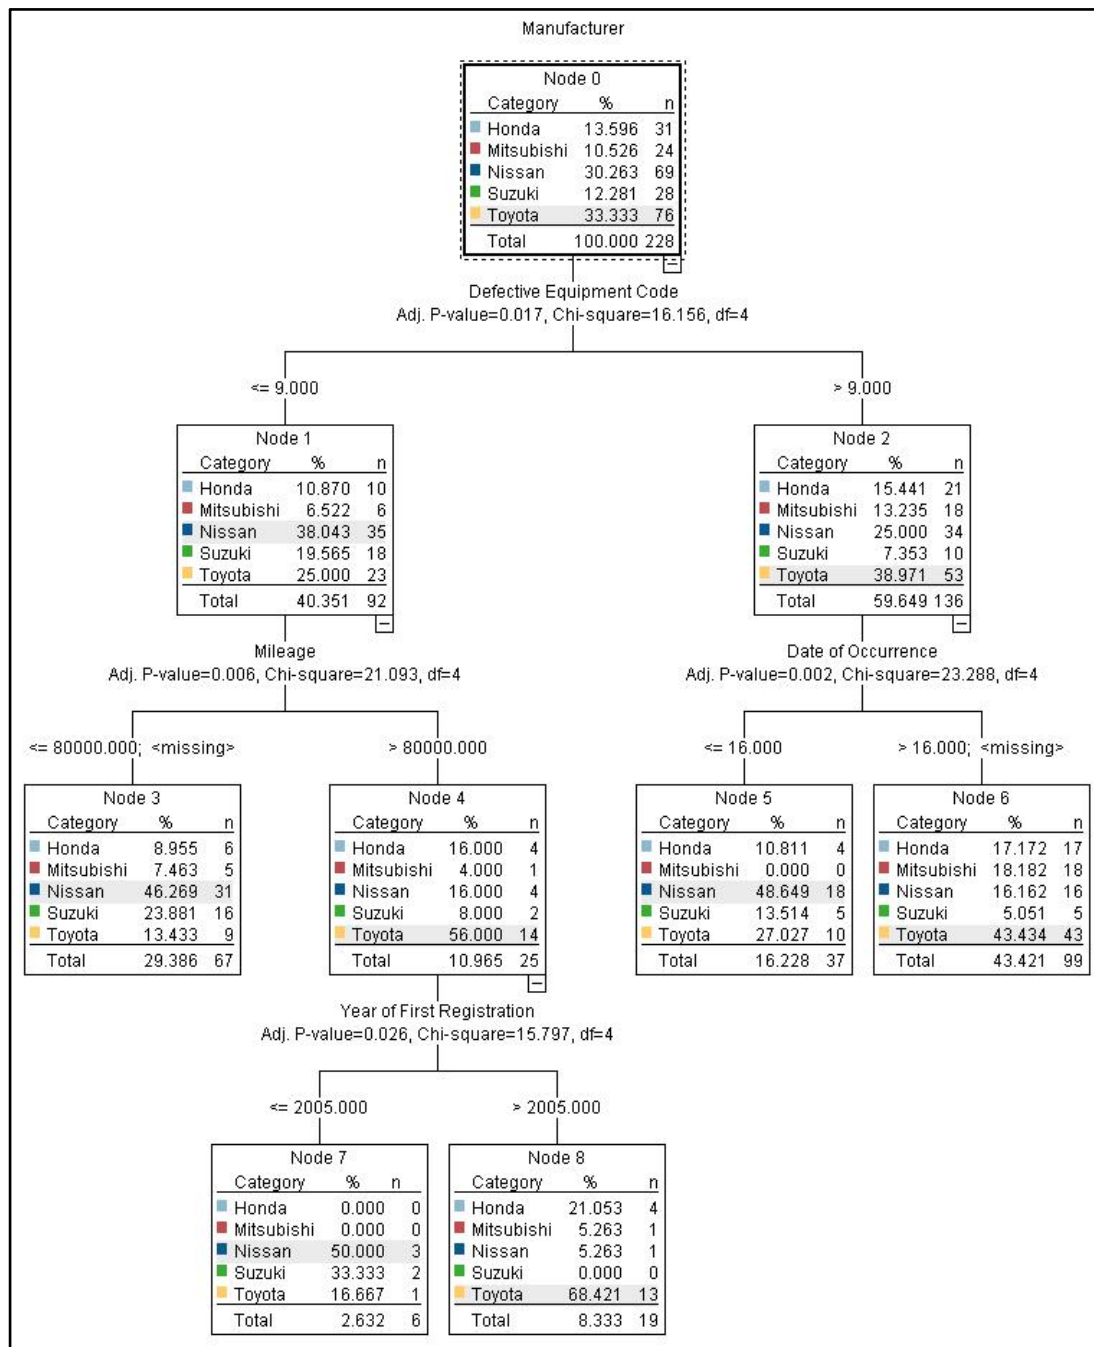 Manufacturer
Node 0
Category % n
Honda 13.596 31
Mitsubishi 10.526 24
Nissan 30.263 69
Suzuki 12.281 28
Toyota 33.333 76
Total 100.000 228
Defective Equipment Code
Adj. P-value=0.017, Chi-square=16.156, df=4
<= 9.000
> 9.000
Node 1
Category % n
Honda 10.870 10
Mitsubishi 6.522 6
Nissan 38.043 35
Suzuki 19.565 18
Toyota 25.000 23
Total 40.351 92
Node 2
Category % n
Honda 15.441 21
Mitsubishi 13.235 18
Nissan 25.000 34
Suzuki 7.353 10
Toyota 38.971 53
Total 59.649 136
Mileage
Adj. P-value=0.006, Chi-square=21.093, df=4
Date of Occurrence
Adj. P-value=0.002, Chi-square=23.288, df=4
<= 80000.000; <missing>
> 80000.000
<= 16.000
> 16.000; <missing>
Node 3
Category % n
Honda 8.955 6
Mitsubishi 7.463 5
Nissan 46.269 31
Suzuki 23.881 16
Toyota 13.433 9
Total 29.386 67
Node 4
Category % n
Honda 16.000 4
Mitsubishi 4.000 1
Nissan 16.000 4
Suzuki 8.000 2
Toyota 56.000 14
Total 10.965 25
Node 5
Category % n
Honda 10.811 4
Mitsubishi 0.000 0
Nissan 48.649 18
Suzuki 13.514 5
Toyota 27.027 10
Total 16.228 37
Node 6
Category % n
Honda 17.172 17
Mitsubishi 18.182 18
Nissan 16.162 16
Suzuki 5.051 5
Toyota 43.434 43
Total 43.421 99
Year of First Registration
Adj. P-value=0.026, Chi-square=15.797, df=4
<= 2005.000
> 2005.000
Node 7
Category % n
Honda 0.000 0
Mitsubishi 0.000 0
Nissan 50.000 3
Suzuki 33.333 2
Toyota 16.667 1
Total 2.632 6
Node 8
Category % n
Honda 21.053 4
Mitsubishi 5.263 1
Nissan 5.263 1
Suzuki 0.000 0
Toyota 68.421 13
Total 8.333 19